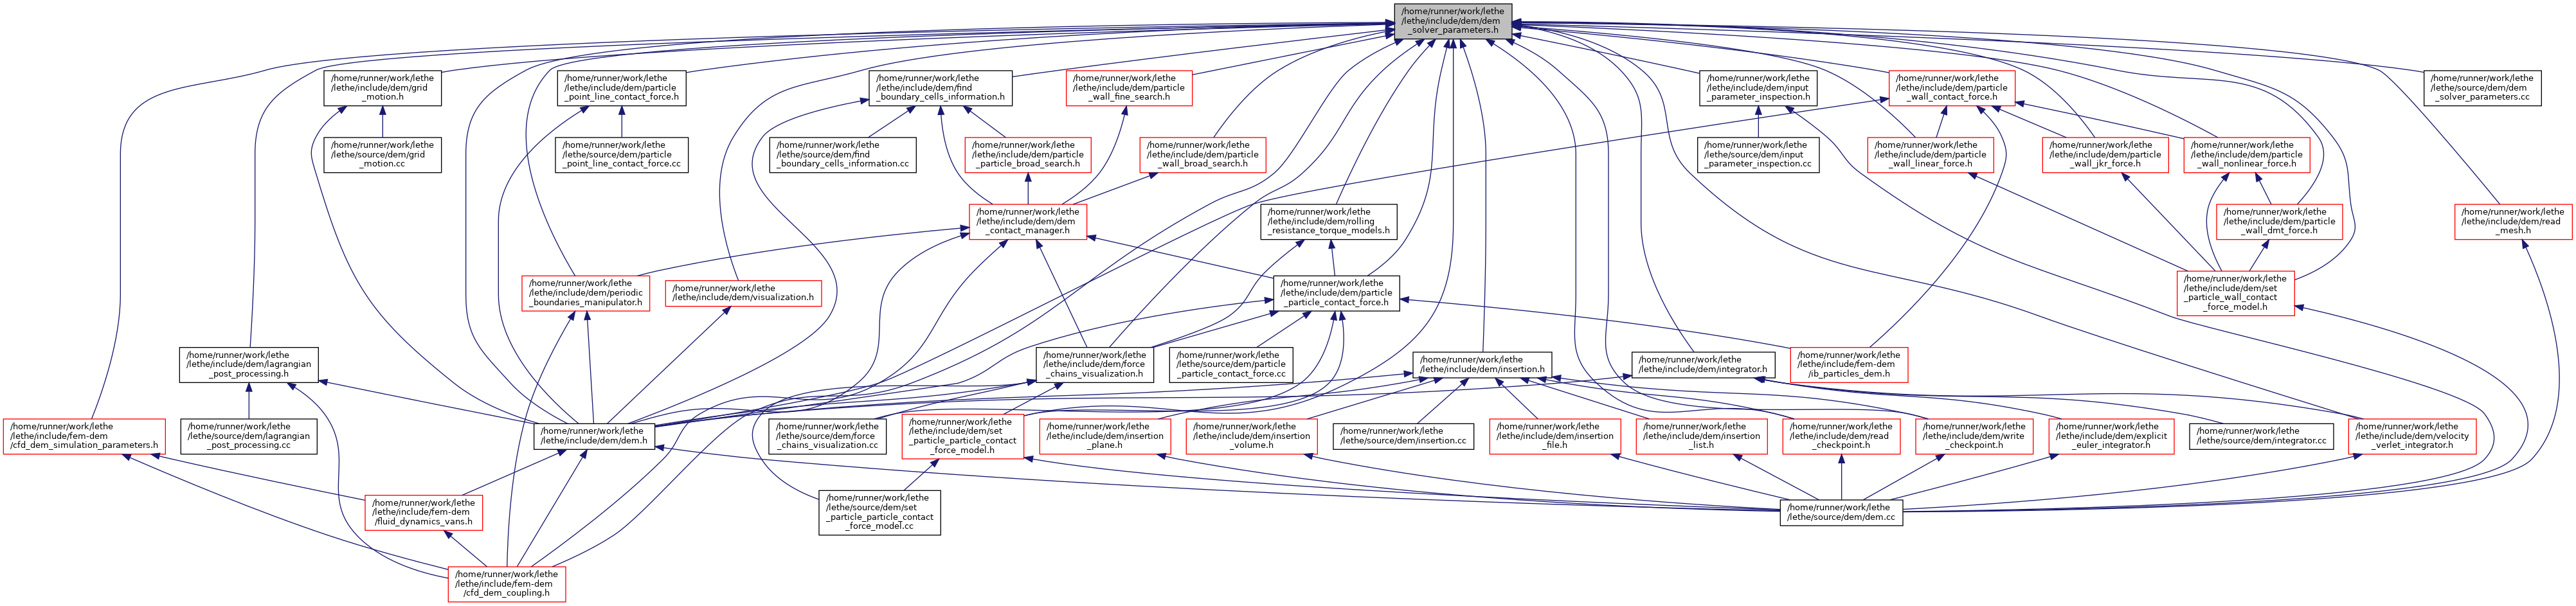 /home/runner/work/lethe
/lethe/include/dem/dem
_solver_parameters.h
/home/runner/work/lethe
/lethe/include/dem/grid
_motion.h
/home/runner/work/lethe
/lethe/include/dem/particle
_point_line_contact_force.h
/home/runner/work/lethe
/lethe/include/dem/find
_boundary_cells_information.h
/home/runner/work/lethe
/lethe/include/dem/particle
_wall_fine_search.h
/home/runner/work/lethe
/lethe/include/dem/input
_parameter_inspection.h
/home/runner/work/lethe
/lethe/include/dem/particle
_wall_contact_force.h
/home/runner/work/lethe
/lethe/source/dem/dem
_solver_parameters.cc
/home/runner/work/lethe
/lethe/source/dem/grid
_motion.cc
/home/runner/work/lethe
/lethe/source/dem/particle
_point_line_contact_force.cc
/home/runner/work/lethe
/lethe/source/dem/find
_boundary_cells_information.cc
/home/runner/work/lethe
/lethe/include/dem/particle
_particle_broad_search.h
/home/runner/work/lethe
/lethe/include/dem/particle
_wall_broad_search.h
/home/runner/work/lethe
/lethe/source/dem/input
_parameter_inspection.cc
/home/runner/work/lethe
/lethe/include/dem/particle
_wall_linear_force.h
/home/runner/work/lethe
/lethe/include/dem/particle
_wall_jkr_force.h
/home/runner/work/lethe
/lethe/include/dem/particle
_wall_nonlinear_force.h
/home/runner/work/lethe
/lethe/include/dem/dem
_contact_manager.h
/home/runner/work/lethe
/lethe/include/dem/rolling
_resistance_torque_models.h
/home/runner/work/lethe
/lethe/include/dem/particle
_wall_dmt_force.h
/home/runner/work/lethe
/lethe/include/dem/read
_mesh.h
/home/runner/work/lethe
/lethe/include/dem/periodic
_boundaries_manipulator.h
/home/runner/work/lethe
/lethe/include/dem/visualization.h
/home/runner/work/lethe
/lethe/include/dem/particle
_particle_contact_force.h
/home/runner/work/lethe
/lethe/include/dem/set
_particle_wall_contact
_force_model.h
/home/runner/work/lethe
/lethe/include/dem/lagrangian
_post_processing.h
/home/runner/work/lethe
/lethe/include/dem/force
_chains_visualization.h
/home/runner/work/lethe
/lethe/source/dem/particle
_particle_contact_force.cc
/home/runner/work/lethe
/lethe/include/dem/insertion.h
/home/runner/work/lethe
/lethe/include/dem/integrator.h
/home/runner/work/lethe
/lethe/include/fem-dem
/ib_particles_dem.h
/home/runner/work/lethe
/lethe/include/fem-dem
/cfd_dem_simulation_parameters.h
/home/runner/work/lethe
/lethe/source/dem/lagrangian
_post_processing.cc
/home/runner/work/lethe
/lethe/include/dem/dem.h
/home/runner/work/lethe
/lethe/source/dem/force
_chains_visualization.cc
/home/runner/work/lethe
/lethe/include/dem/set
_particle_particle_contact
_force_model.h
/home/runner/work/lethe
/lethe/include/dem/insertion
_plane.h
/home/runner/work/lethe
/lethe/include/dem/insertion
_volume.h
/home/runner/work/lethe
/lethe/source/dem/insertion.cc
/home/runner/work/lethe
/lethe/include/dem/insertion
_file.h
/home/runner/work/lethe
/lethe/include/dem/insertion
_list.h
/home/runner/work/lethe
/lethe/include/dem/read
_checkpoint.h
/home/runner/work/lethe
/lethe/include/dem/write
_checkpoint.h
/home/runner/work/lethe
/lethe/include/dem/explicit
_euler_integrator.h
/home/runner/work/lethe
/lethe/source/dem/integrator.cc
/home/runner/work/lethe
/lethe/include/dem/velocity
_verlet_integrator.h
/home/runner/work/lethe
/lethe/include/fem-dem
/fluid_dynamics_vans.h
/home/runner/work/lethe
/lethe/source/dem/set
_particle_particle_contact
_force_model.cc
/home/runner/work/lethe
/lethe/source/dem/dem.cc
/home/runner/work/lethe
/lethe/include/fem-dem
/cfd_dem_coupling.h